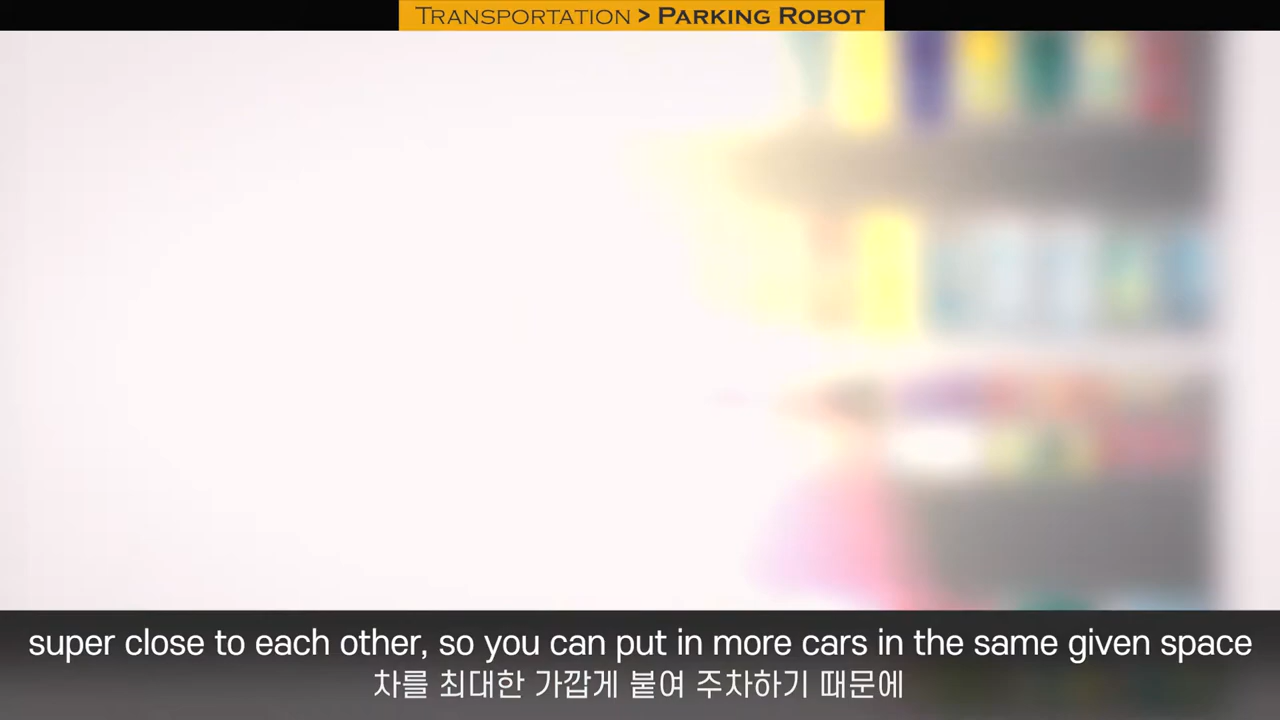 TRANSPORTATION > PARKING ROBOT
super close to each other, so you can put in more cars in the same given space
차를 최대한 가깝게 붙여 주차하기 때문에